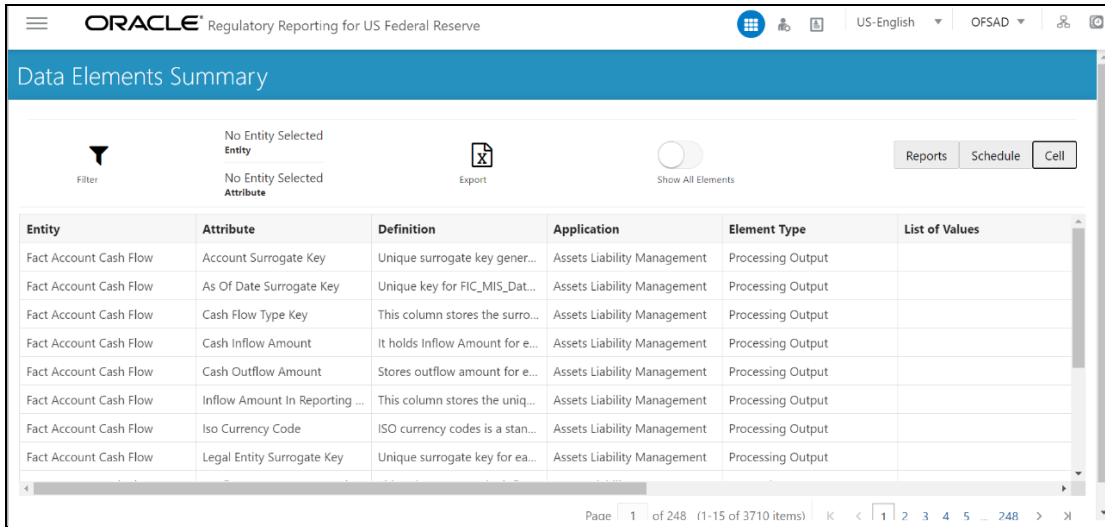 ORACLE® Regulatory Reporting for US Federal Reserve US-English OFSAD
Data Elements Summary
No Entity Selected
Entity
No Entity Selected
Attribute
Filter
Export
Show All Elements
Reports Schedule Cell
Entity Attribute Definition Application Element Type List of Values
Fact Account Cash Flow Account Surrogate Key Unique surrogate key gener... Assets Liability Management Processing Output
Fact Account Cash Flow As Of Date Surrogate Key Unique key for FIC_MIS_Dat... Assets Liability Management Processing Output
Fact Account Cash Flow Cash Flow Type Key This column stores the surro... Assets Liability Management Processing Output
Fact Account Cash Flow Cash Inflow Amount It holds Inflow Amount for e... Assets Liability Management Processing Output
Fact Account Cash Flow Cash Outflow Amount Stores outflow amount for e... Assets Liability Management Processing Output
Fact Account Cash Flow Inflow Amount In Reporting ... This column stores the uniq... Assets Liability Management Processing Output
Fact Account Cash Flow Iso Currency Code ISO currency codes is a stan... Assets Liability Management Processing Output
Fact Account Cash Flow Legal Entity Surrogate Key Unique surrogate key for ea... Assets Liability Management Processing Output
Page 1 of 248 (1-15 of 3710 items) 1 2 3 4 5 ... 248